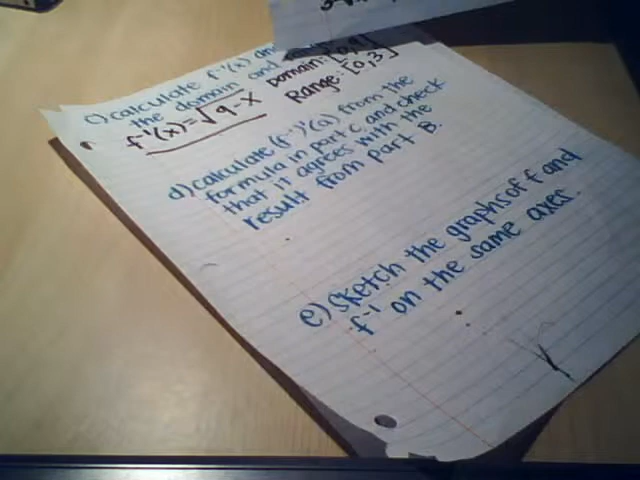 c) calculate f⁻¹(x) and
the domain and
f⁻¹(x) = √9-x Domain: [0,9]
Range: [0,3]
d) calculate (f⁻¹)'(a) from the
formula in part C and check
that it agrees with the
result from part B.
e) sketch the graphs of f and
f⁻¹ on the same axes.